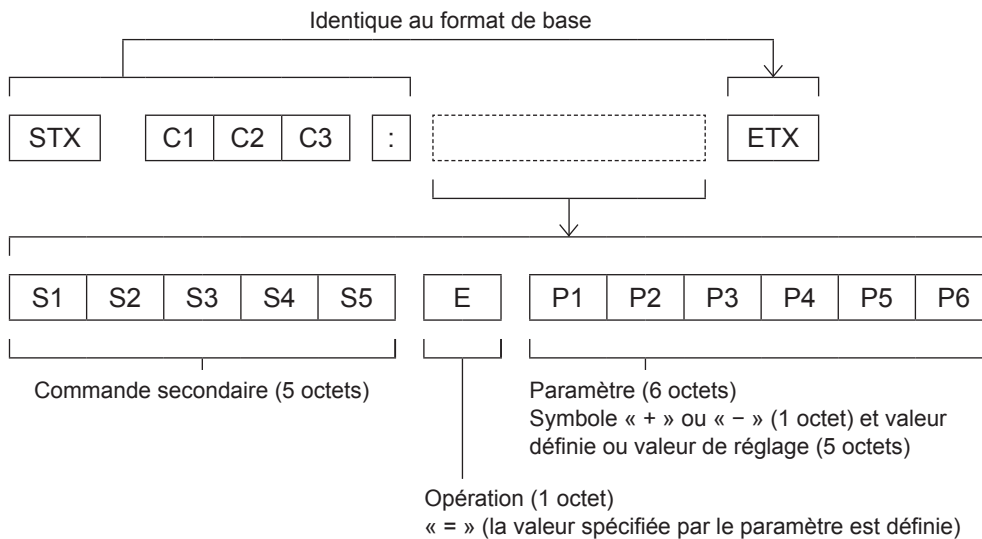 Identique au format de base
STX C1 C2 C3 : ETX
S1 S2 S3 S4 S5 E P1 P2 P3 P4 P5 P6
Commande secondaire (5 octets)
Paramètre (6 octets)
Symbole « + » ou « − » (1 octet) et valeur
définie ou valeur de réglage (5 octets)
Opération (1 octet)
« = » (la valeur spécifiée par le paramètre est définie)